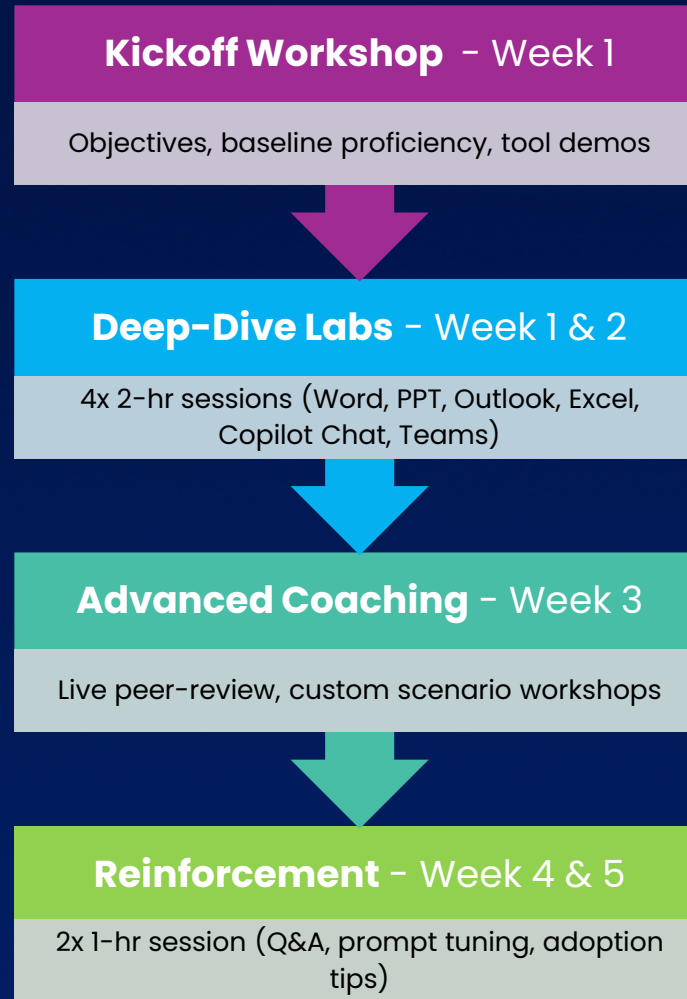 Kickoff Workshop - Week 1
Objectives, baseline proficiency, tool demos
Deep-Dive Labs - Week 1 & 2
4x 2-hr sessions (Word, PPT, Outlook, Excel,
Copilot Chat, Teams)
Advanced Coaching - Week 3
Live peer-review, custom scenario workshops
Reinforcement - Week 4 & 5
2x 1-hr session (Q&A, prompt tuning, adoption
tips)